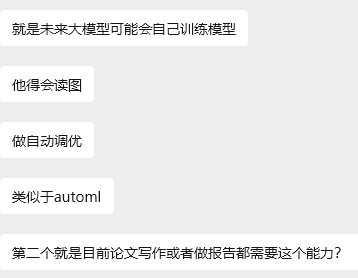 就是未来大模型可能会自己训练模型
他得会读图
做自动调优
类似于automl
第二个就是目前论文写作或者做报告都需要这个能力?